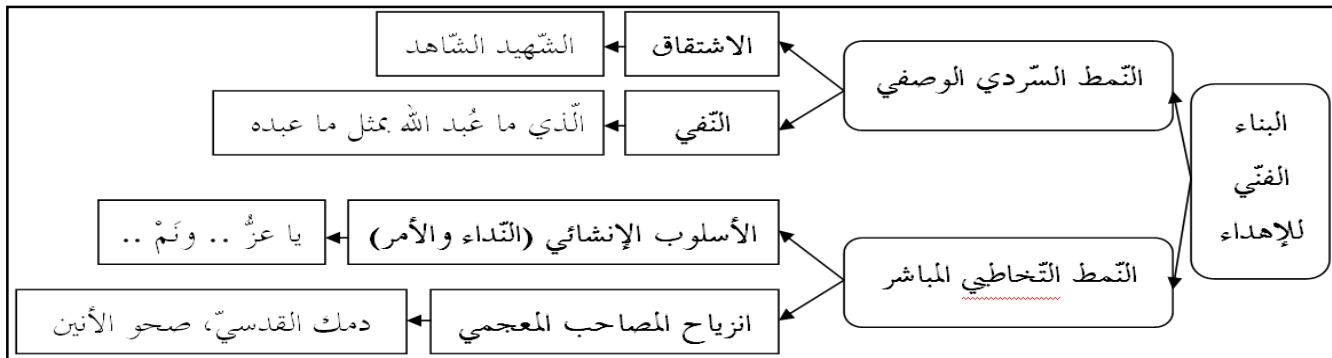 البناء
الفنّي
للإهداء
النّمط السّردي الوصفي
الاشتقاق
الشّهيد الشّاهد
النّفي
الّذي ما عُبد الله بمثل ما عبده
النّمط التّخاطبي المباشر
الأسلوب الإنشائي (النّداء والأمر)
يا عزُّ .. ونَمْ ..
انزياح المصاحب المعجمي
دمك القدسيّ، صحو الأنين